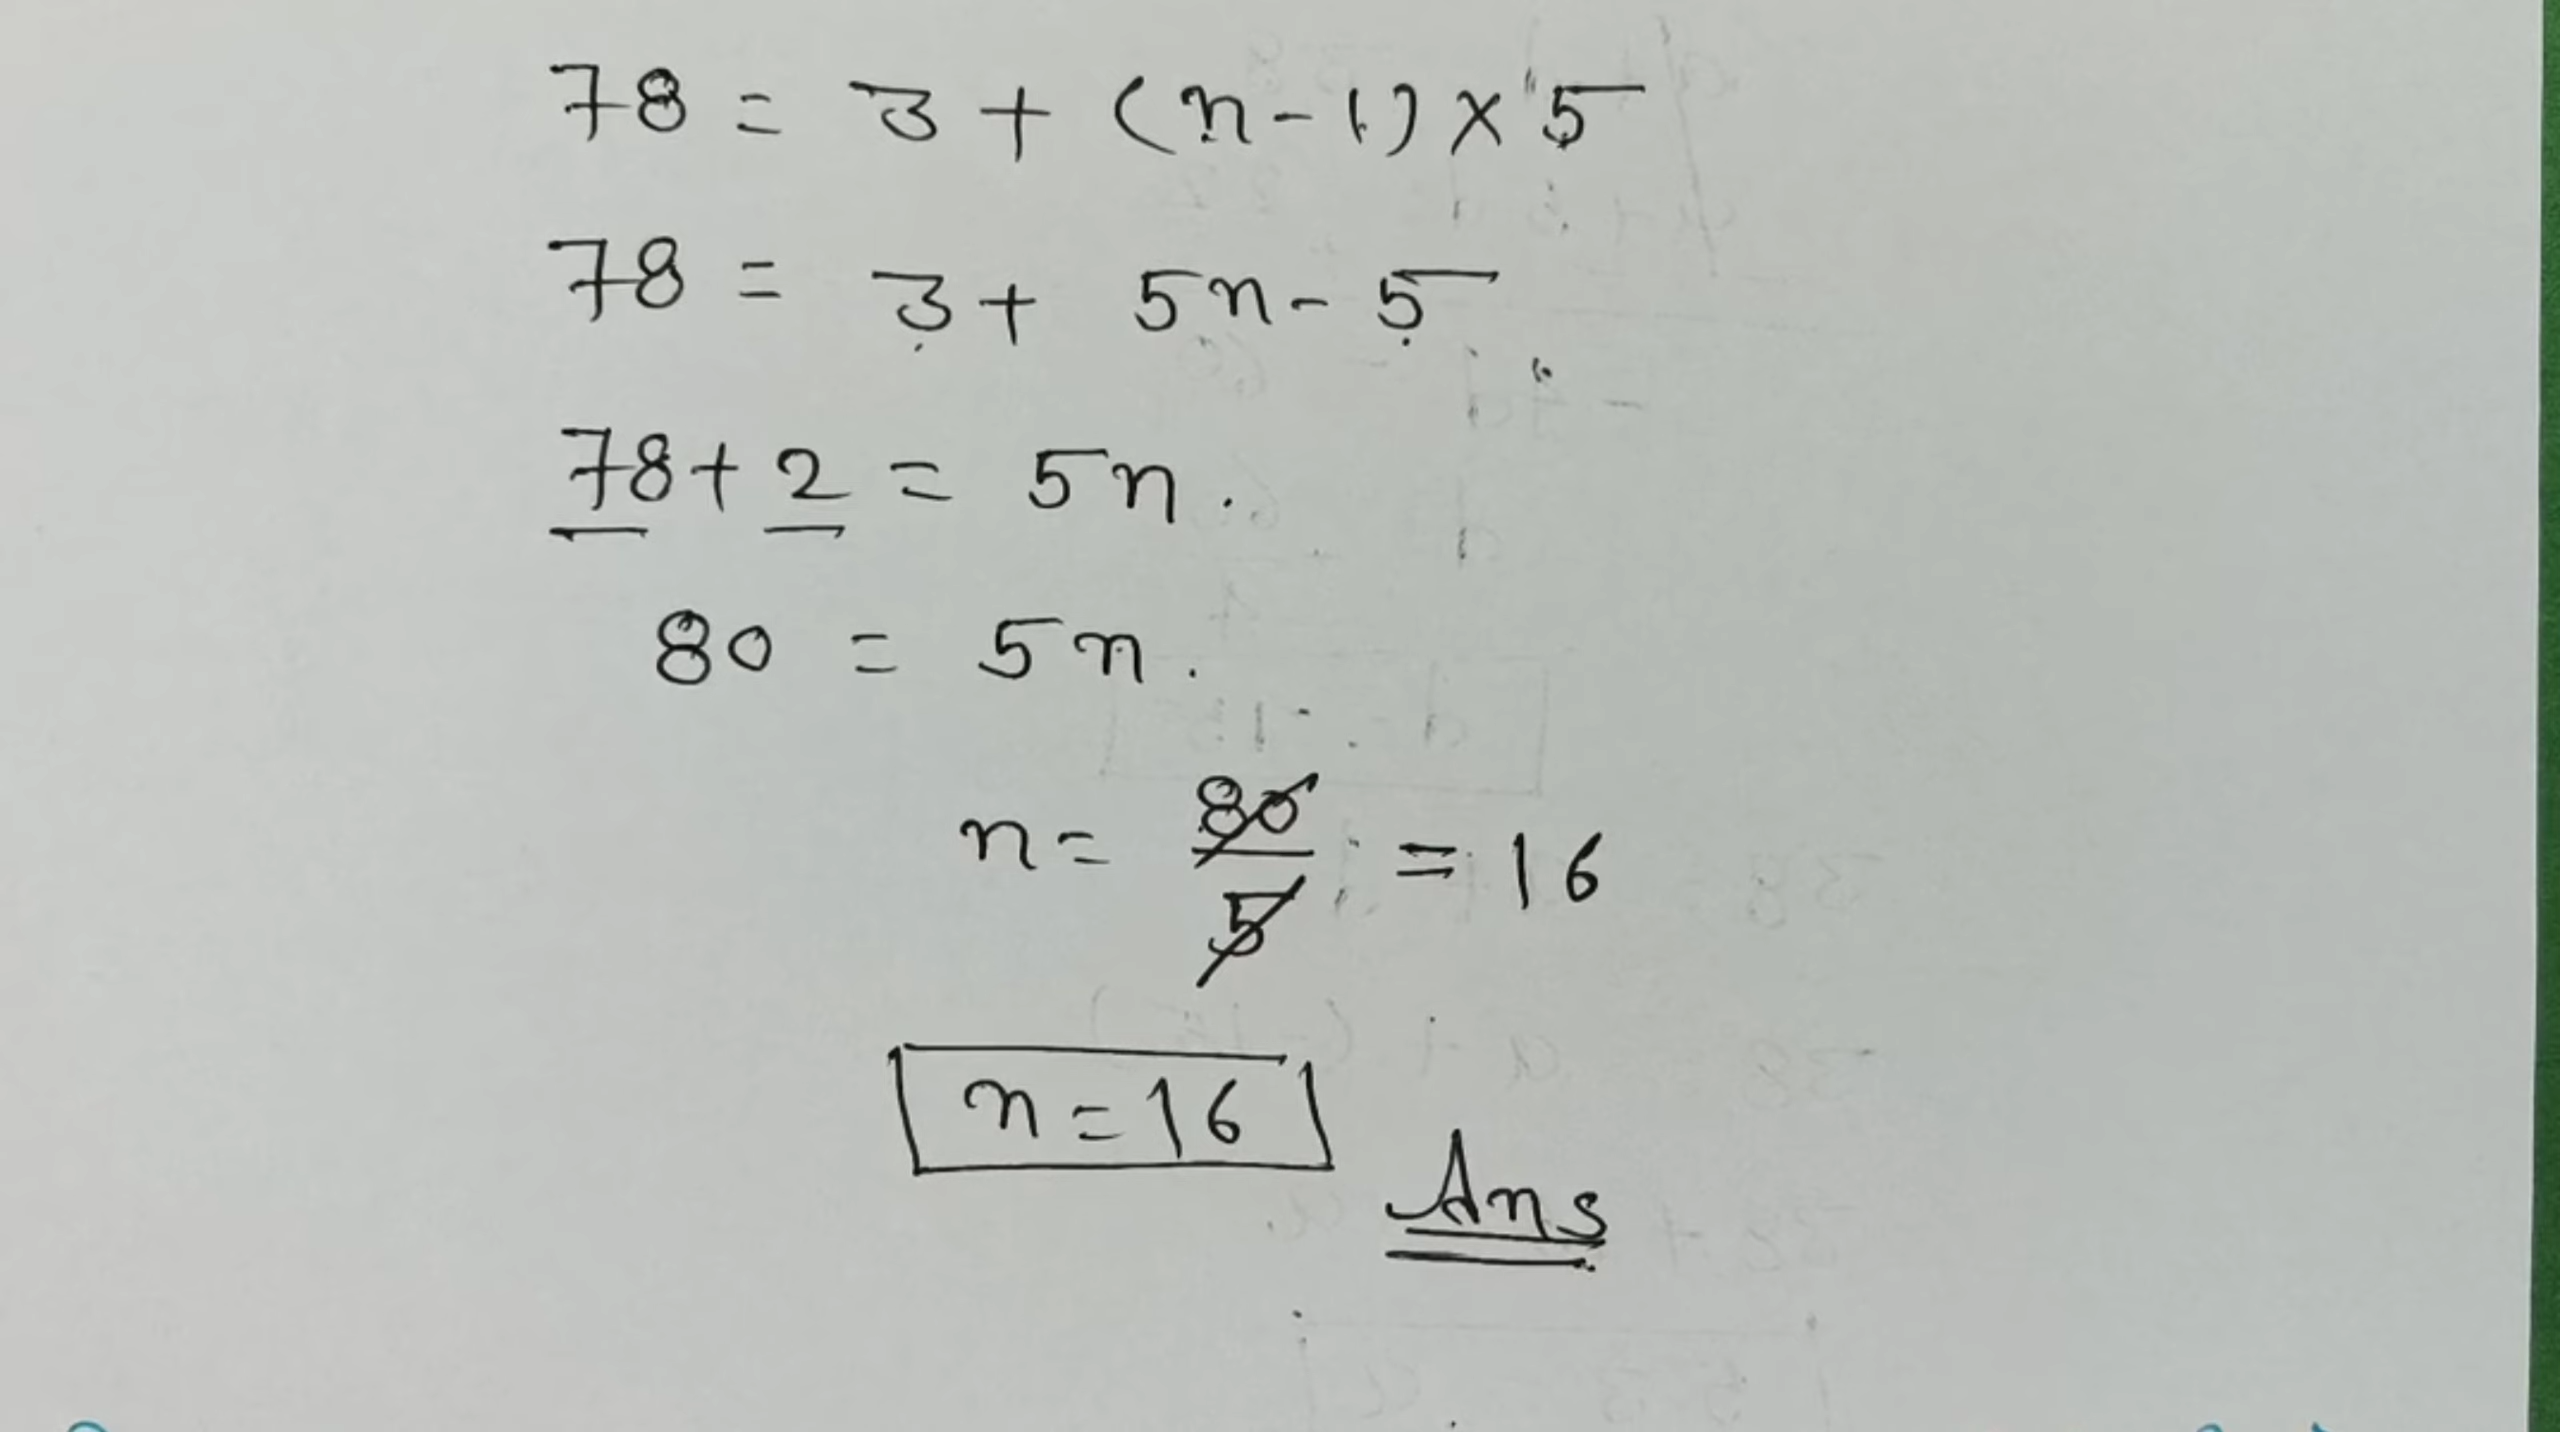 78 = 3 + (n-1) × 5
78 = 3 + 5n - 5
78 + 2 = 5n.
80 = 5n.
n = 80/5 = 16
n = 16
Ans